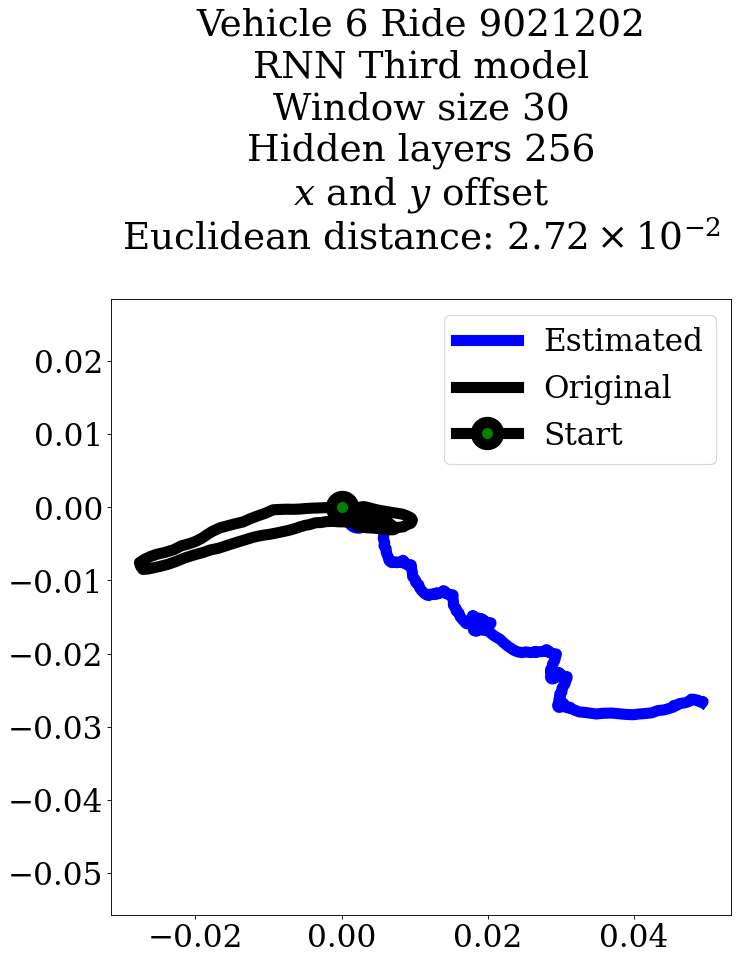 Vehicle 6 Ride 9021202
RNN Third model
Window size 30
Hidden layers 256
x and y offset
Euclidean distance: 2.72 × 10⁻²
Estimated
Original
Start
0.02
0.01
0.00
−0.01
−0.02
−0.03
−0.04
−0.05
−0.02 0.00 0.02 0.04